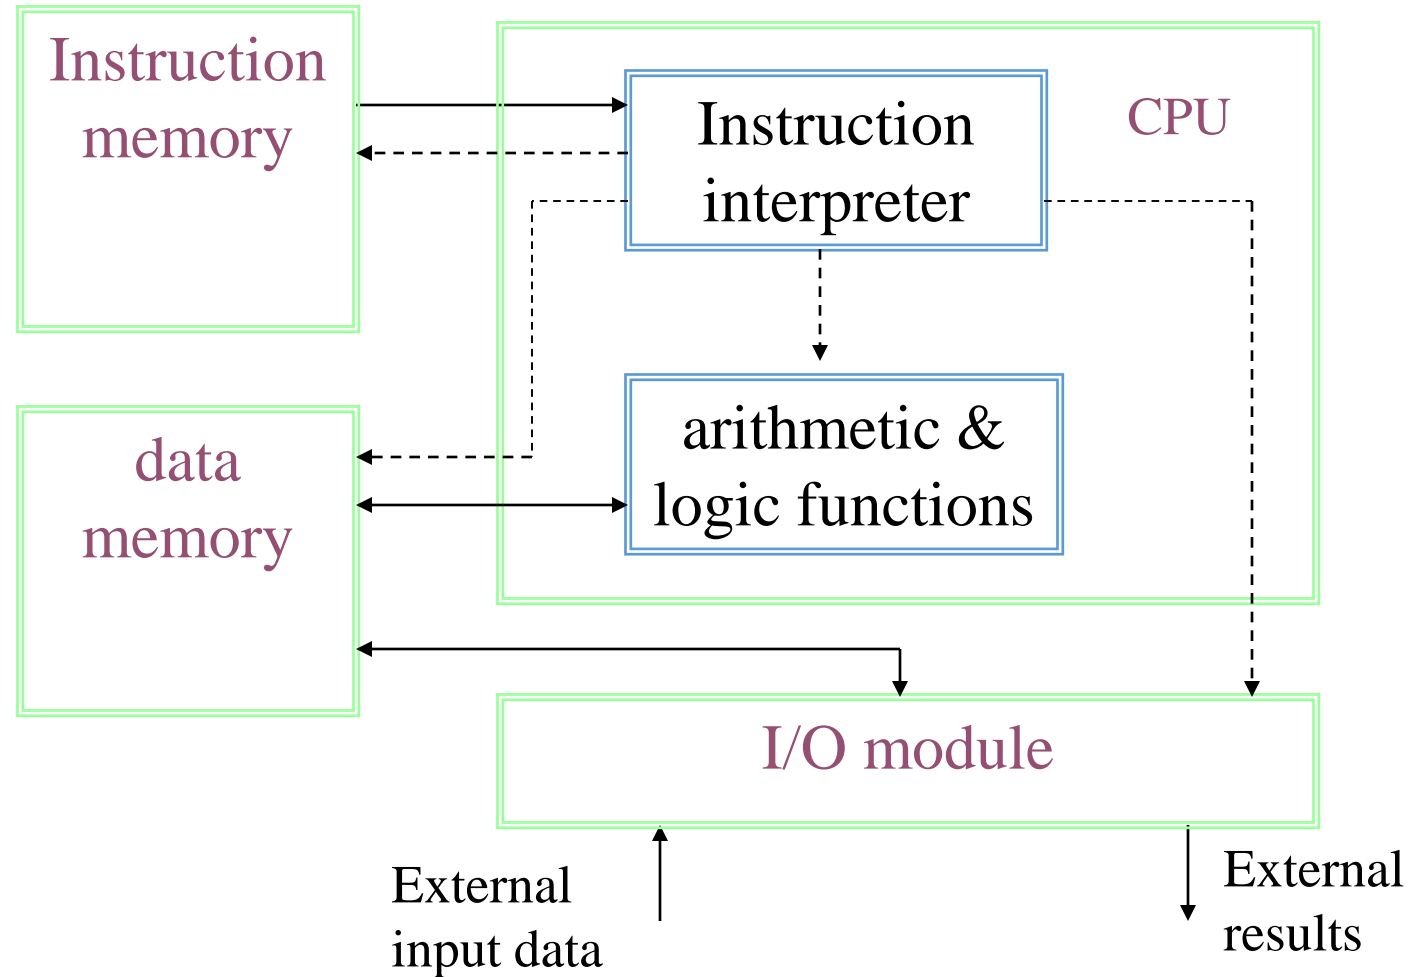 Instruction
memory
CPU
Instruction
interpreter
arithmetic &
logic functions
data
memory
I/O module
External
input data
External
results